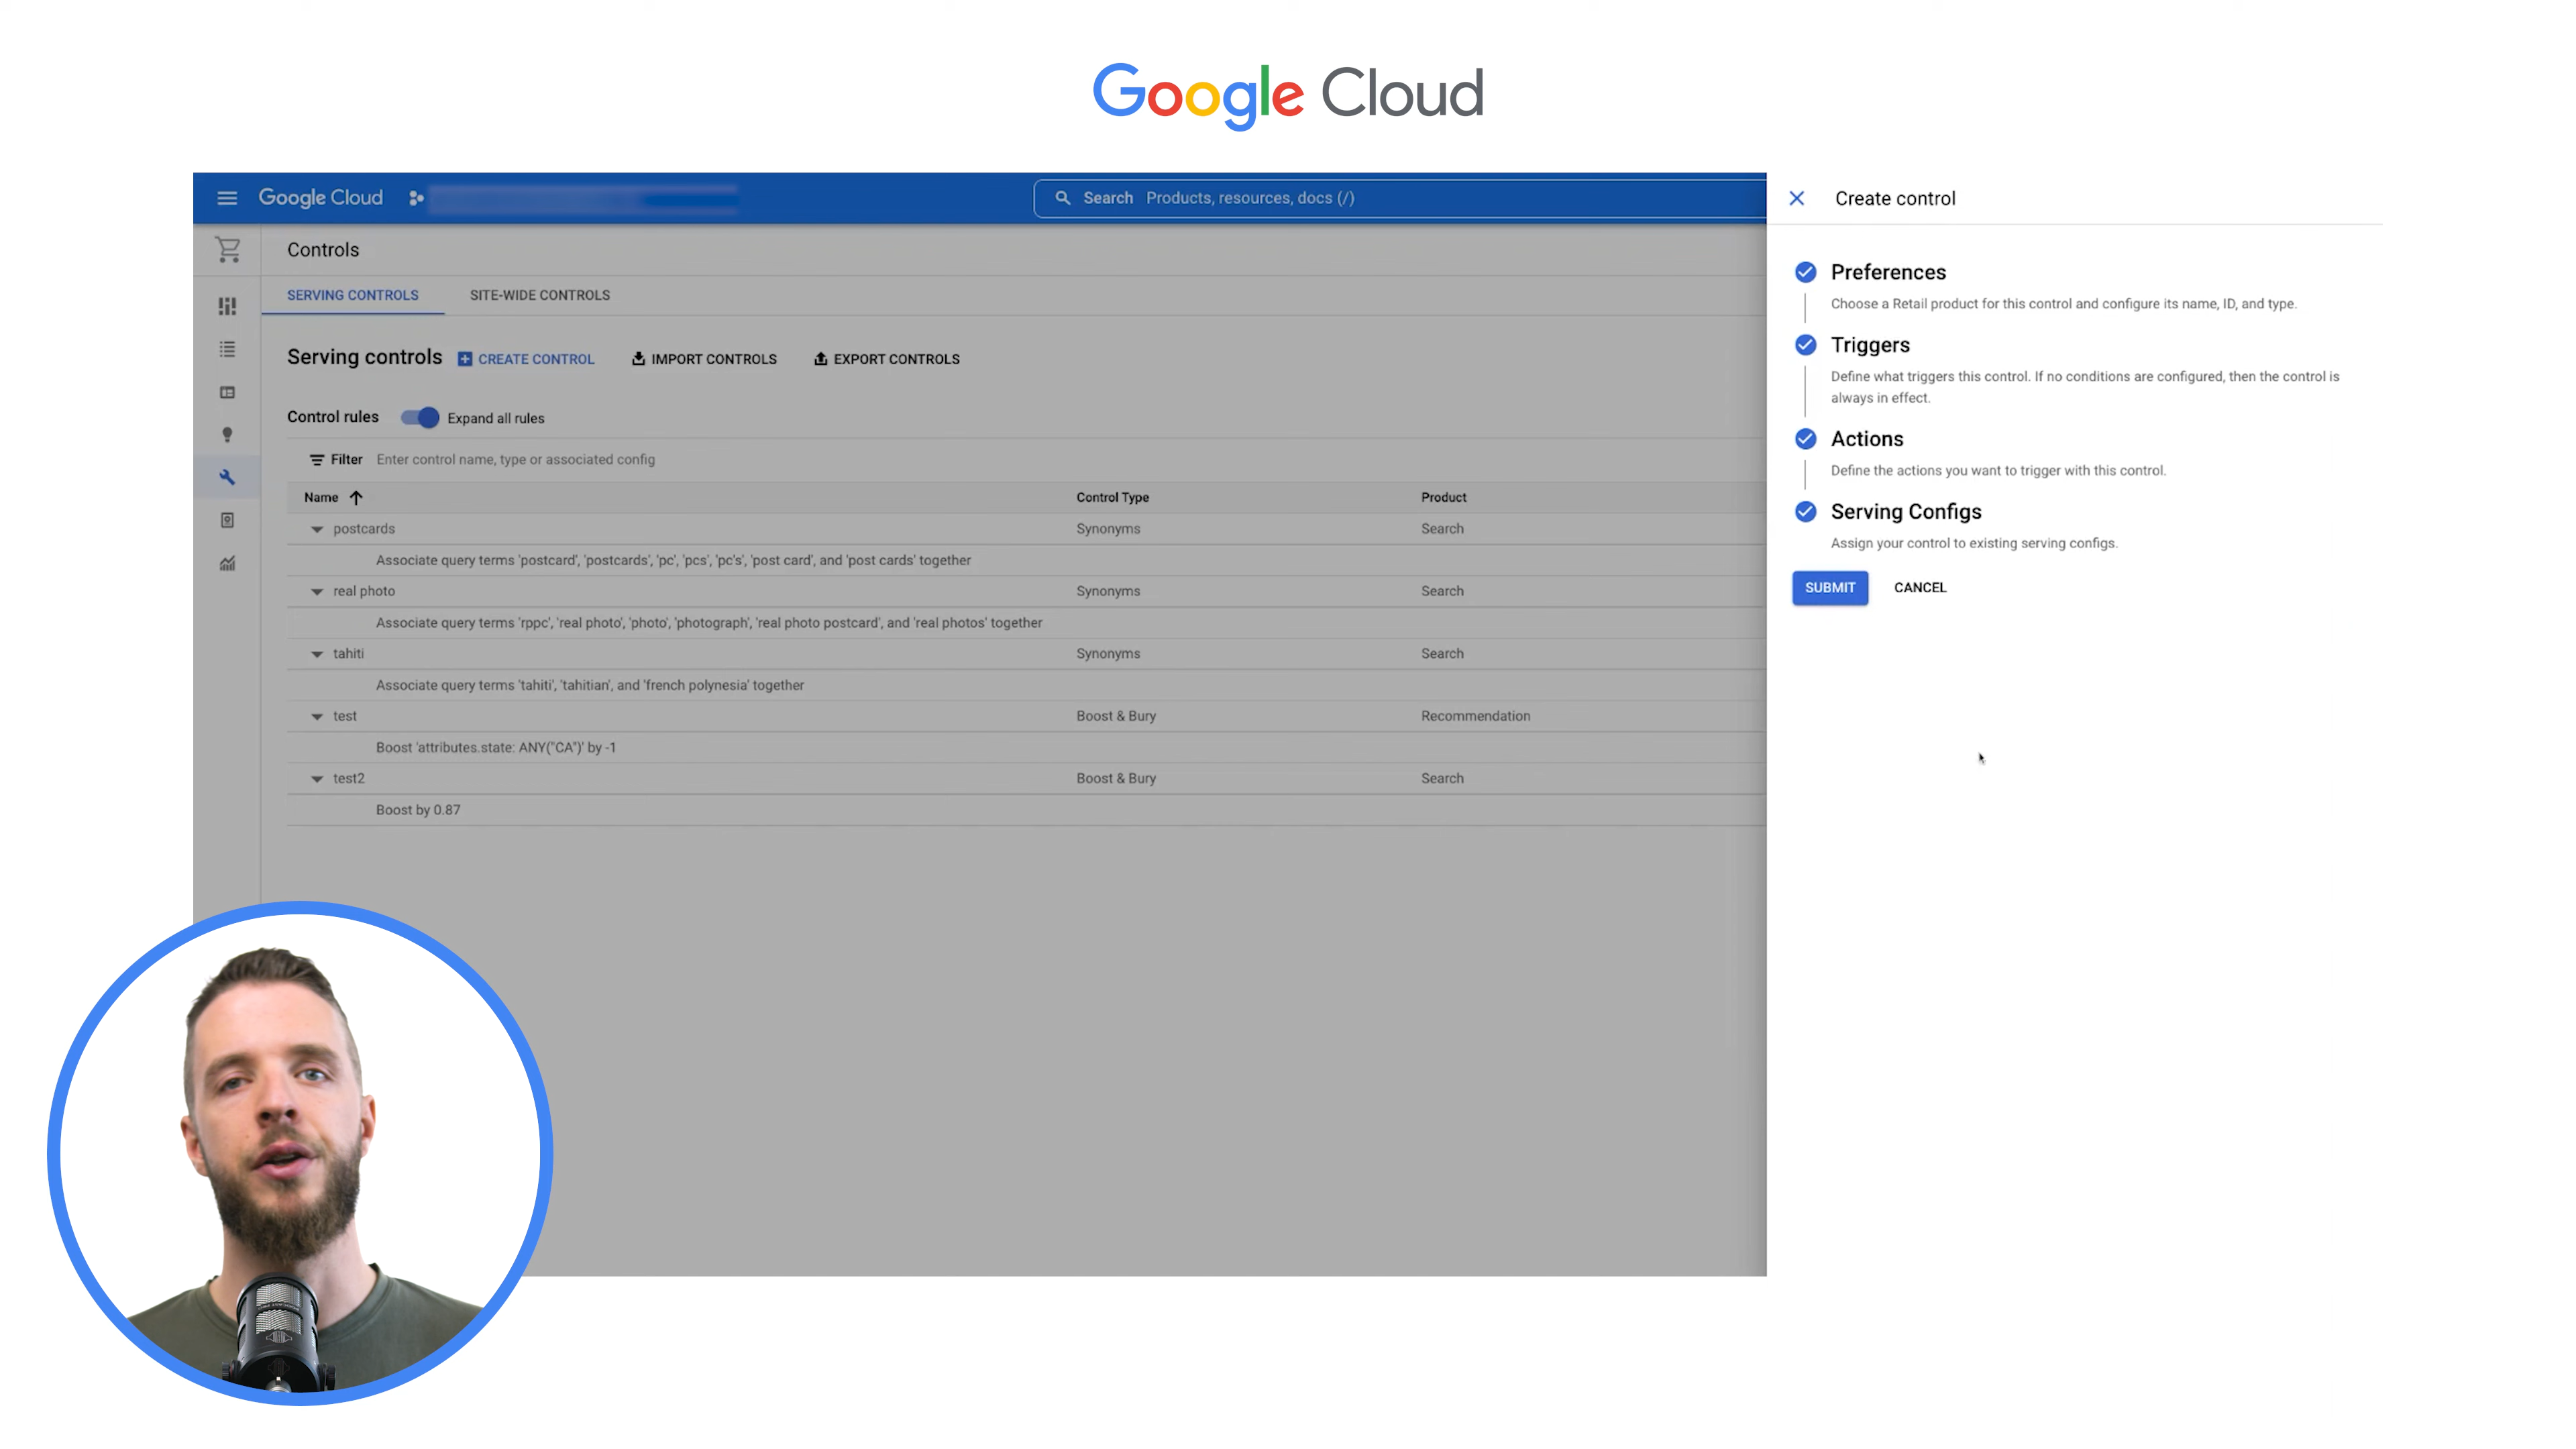 Google Cloud
Google Cloud
Search Products, resources, docs (/)
Create control
Controls
SERVING CONTROLS SITE-WIDE CONTROLS
Serving controls CREATE CONTROL IMPORT CONTROLS EXPORT CONTROLS
Control rules Expand all rules
Filter Enter control name, type or associated config
Name Control Type Product
postcards Synonyms Search
Associate query terms 'postcard', 'postcards', 'pc', 'pcs', 'pc's', 'post card', and 'post cards' together
real photo Synonyms Search
Associate query terms 'rppc', 'real photo', 'photo', 'photograph', 'real photo postcard', and 'real photos' together
tahiti Synonyms Search
Associate query terms 'tahiti', 'tahitian', and 'french polynesia' together
test Boost & Bury Recommendation
Boost 'attributes.state: ANY("CA")' by -1
test2 Boost & Bury Search
Boost by 0.87
Preferences
Choose a Retail product for this control and configure its name, ID, and type.
Triggers
Define what triggers this control. If no conditions are configured, then the control is
always in effect.
Actions
Define the actions you want to trigger with this control.
Serving Configs
Assign your control to existing serving configs.
SUBMIT CANCEL